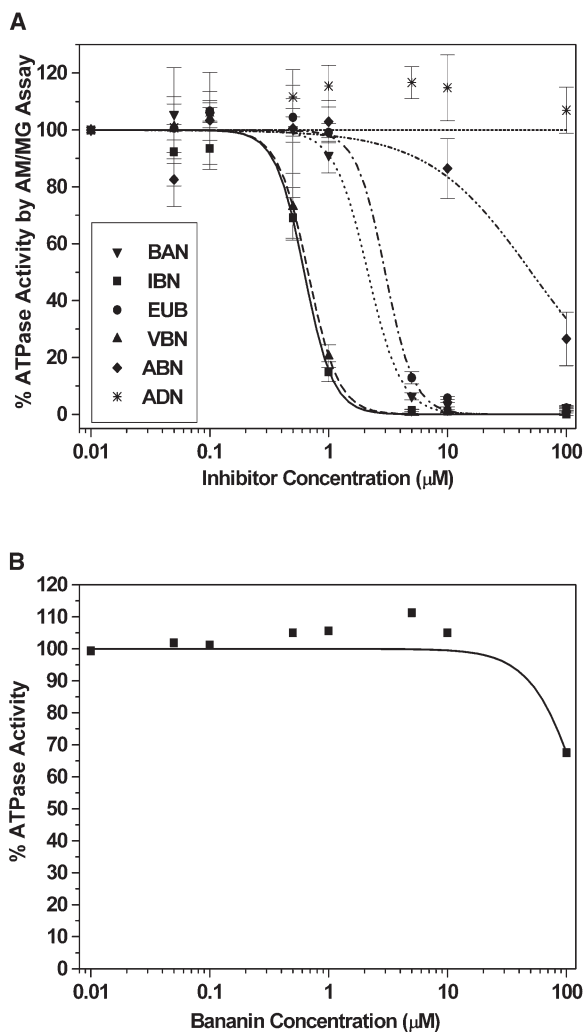 A
% ATPase Activity by AM/MG Assay
120
100
80
60
40
20
0
BAN
IBN
EUB
VBN
ABN
ADN
0.01 0.1 1 10 100
Inhibitor Concentration (μM)
B
% ATPase Activity
120
110
100
90
80
70
60
50
40
30
20
10
0
0.01 0.1 1 10 100
Bananin Concentration (μM)